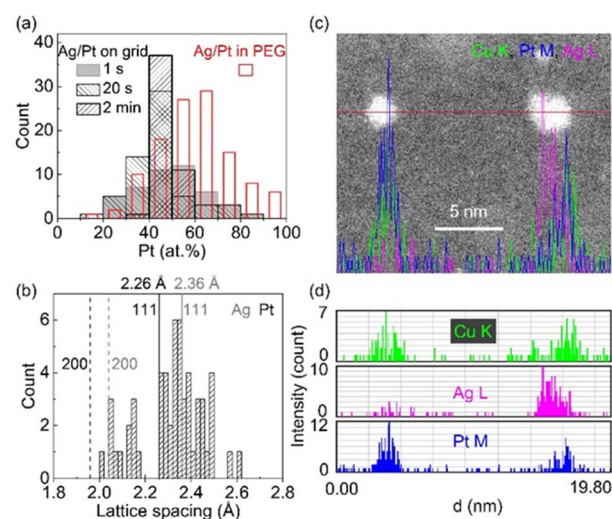 (a)
Ag/Pt on grid
Ag/Pt in PEG
1 s
20 s
2 min
Count
40
30
20
10
0
0 20 40 60 80 100
Pt (at.%)
(b)
2.26 Å 2.36 Å
111 111 Ag Pt
200 200
Count
6
4
2
0
1.8 2.0 2.2 2.4 2.6 2.8
Lattice spacing (Å)
(c)
Cu K, Pt M, Ag L
5 nm
(d)
Intensity (count)
7
Cu K
0
10
Ag L
0
12
Pt M
0
0.00 19.80
d (nm)